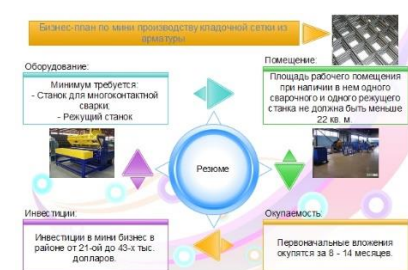 Бизнес-план по мини производству кладочной сетки из
арматуры
Оборудование:
Минимум требуется:
- Станок для многоконтактной
сварки;
- Режущий станок
Помещение:
Площадь рабочего помещения
при наличии в нем одного
сварочного и одного режущего
станка не должна быть меньше
22 кв. м.
Резюме
Инвестиции:
Инвестиции в мини бизнес в
районе от 21-ой до 43-х тыс.
долларов.
Окупаемость:
Первоначальные вложения
окупятся за 8 - 14 месяцев.